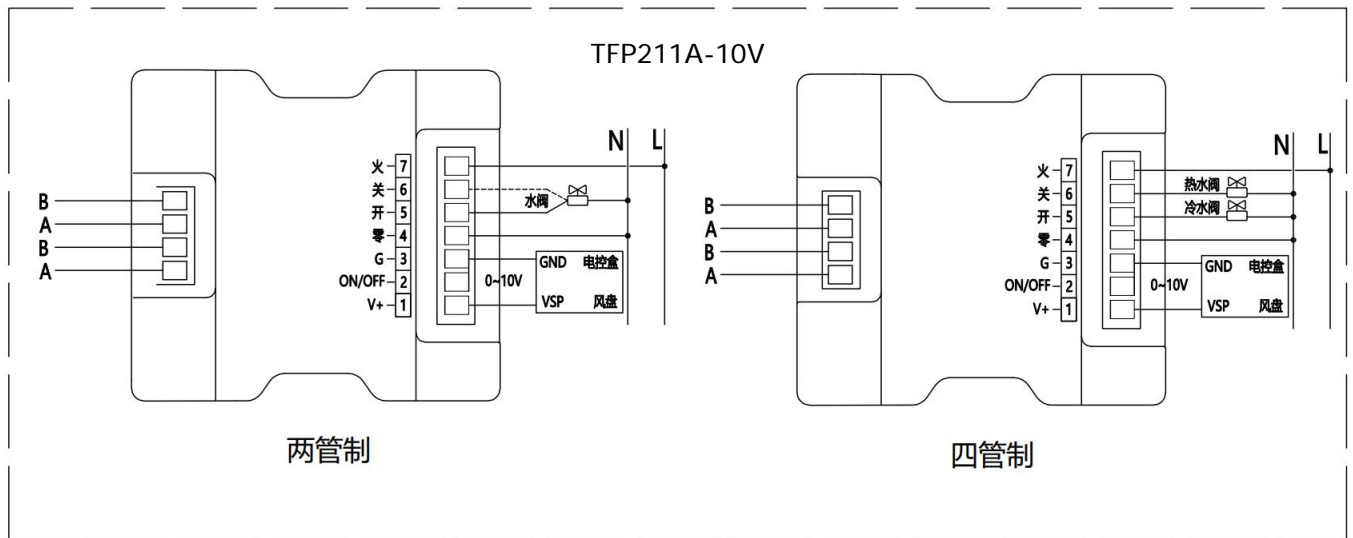 TFP211A-10V
N L
火 7
关 6
开 5
零 4
G 3
ON/OFF 2
V+ 1
水阀
0~10V
GND 电控盒
VSP 风盘
B
A
B
A
两管制
N L
火 7
关 6
开 5
零 4
G 3
ON/OFF 2
V+ 1
热水阀
冷水阀
0~10V
GND 电控盒
VSP 风盘
B
A
B
A
四管制